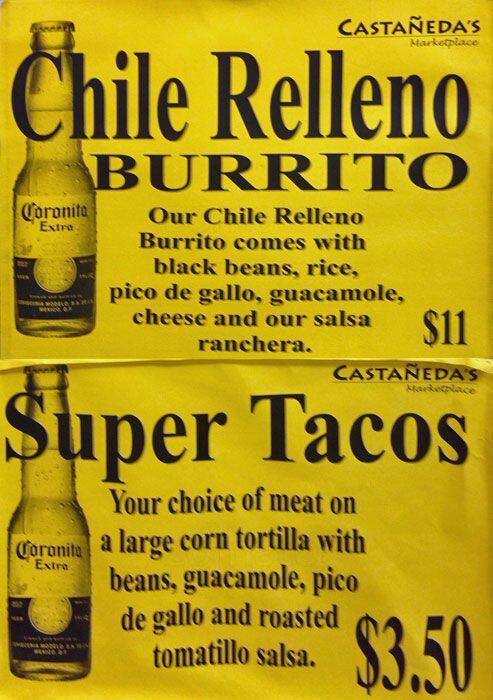 CASTAÑEDA'S
Marketplace
Chile Relleno
BURRITO
Coronita
Extra
Our Chile Relleno
Burrito comes with
black beans, rice,
pico de gallo, guacamole,
cheese and our salsa
ranchera.
$11
CASTAÑEDA'S
Marketplace
Super Tacos
Coronita
Extra
Your choice of meat on
a large corn tortilla with
beans, guacamole, pico
de gallo and roasted
tomatillo salsa.
$3.50